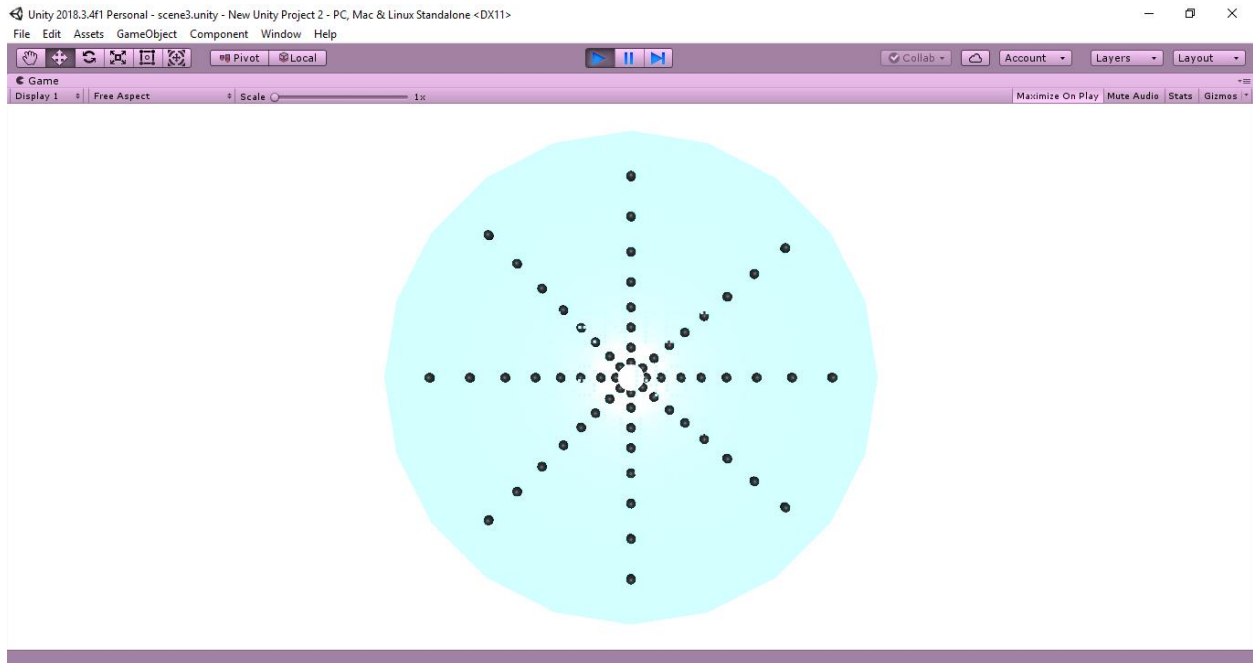 Unity 2018.3.4f1 Personal - scene3.unity - New Unity Project 2 - PC, Mac & Linux Standalone <DX11>
File Edit Assets GameObject Component Window Help
Pivot Local Collab Account Layers Layout
Game
Display 1 Free Aspect Scale 1x Maximize On Play Mute Audio Stats Gizmos